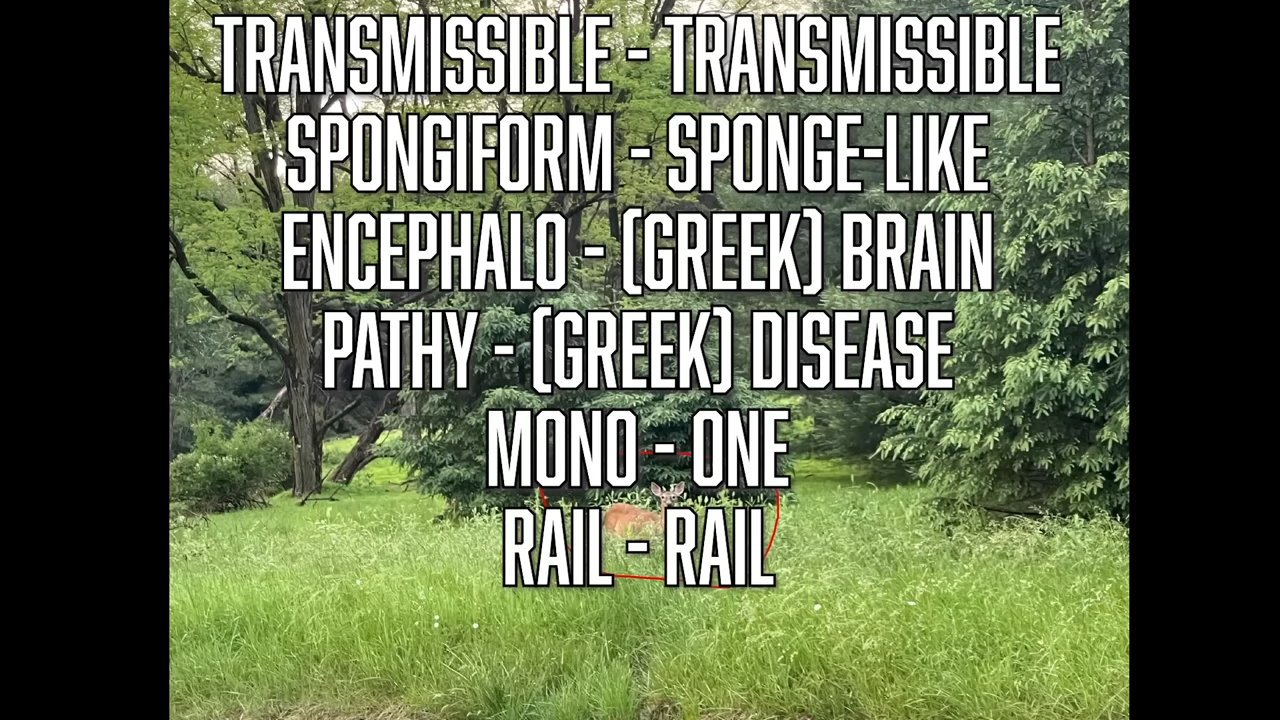 TRANSMISSIBLE - TRANSMISSIBLE
SPONGIFORM - SPONGE-LIKE
ENCEPHALO - (GREEK) BRAIN
PATHY - (GREEK) DISEASE
MONO - ONE
RAIL - RAIL